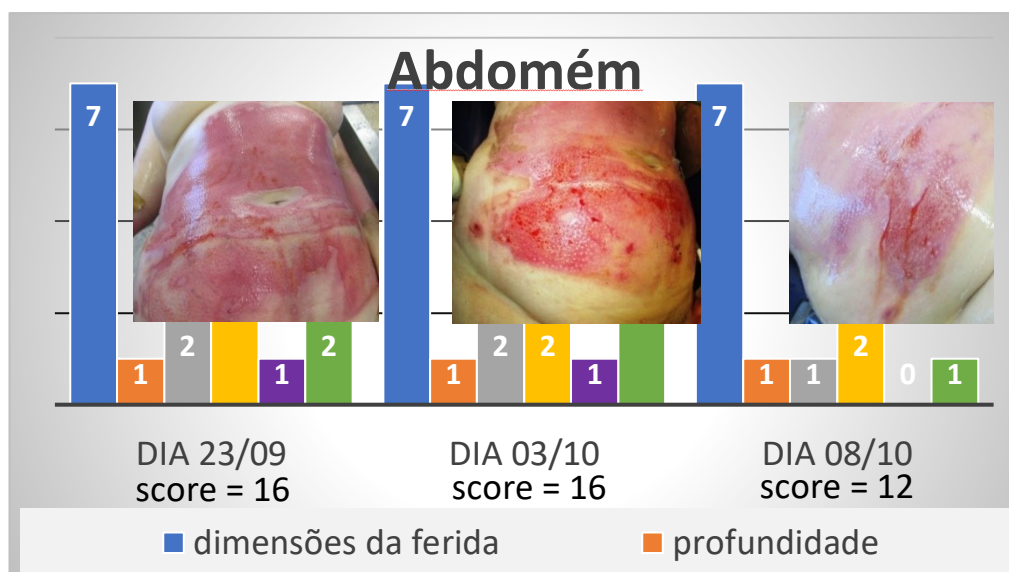 Abdomém
7 7 7
2 2 2 2 2
1 1 1 1 1 1 0 1
DIA 23/09 DIA 03/10 DIA 08/10
score = 16 score = 16 score = 12
dimensões da ferida profundidade